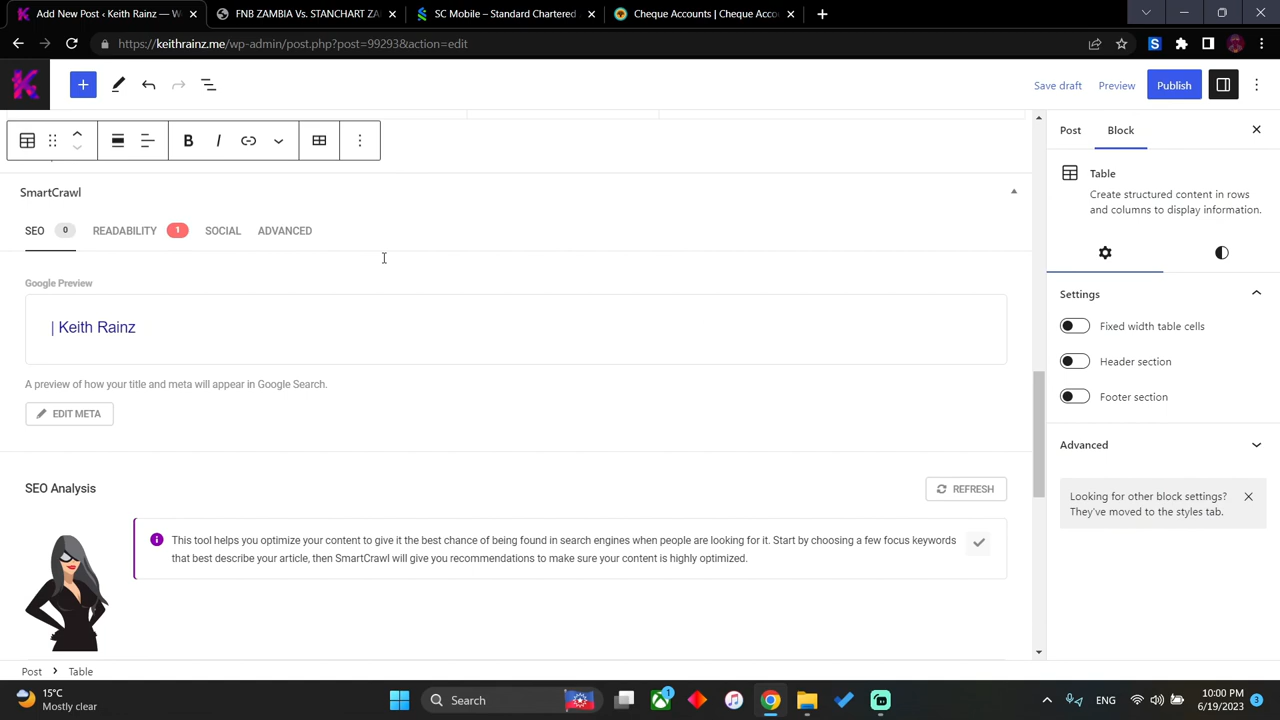 Keith Rainz — W
FNB ZAMBIA Vs. STANCHART ZA
SC Mobile – Standard Chartered
Cheque Accounts | Cheque Acco
https://keithrainz.me/wp-admin/post.php?post=99293&action=edit
Save draft
Preview
Publish
B
I
Post
Block
SmartCrawl
Table
Create structured content in rows
and columns to display information.
SEO 0
READABILITY 1
SOCIAL
ADVANCED
Google Preview
Settings
| Keith Rainz
Fixed width table cells
Header section
A preview of how your title and meta will appear in Google Search.
Footer section
EDIT META
Advanced
SEO Analysis
REFRESH
Looking for other block settings?
They've moved to the styles tab.
This tool helps you optimize your content to give it the best chance of being found in search engines when people are looking for it. Start by choosing a few focus keywords
that best describe your article, then SmartCrawl will give you recommendations to make sure your content is highly optimized.
Post
Table
15°C
Mostly clear
Search
1
ENG
10:00 PM
6/19/2023
3